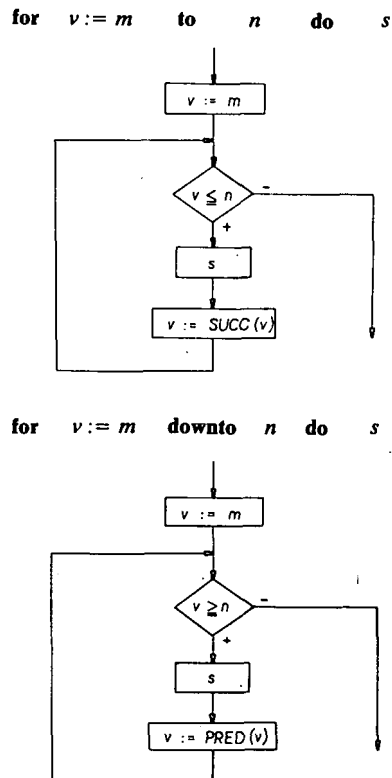 for v := m to n do s
v := m
v ≦ n
−
+
s
v := SUCC(v)
for v := m downto n do s
v := m
v ≧ n
−
+
s
v := PRED(v)